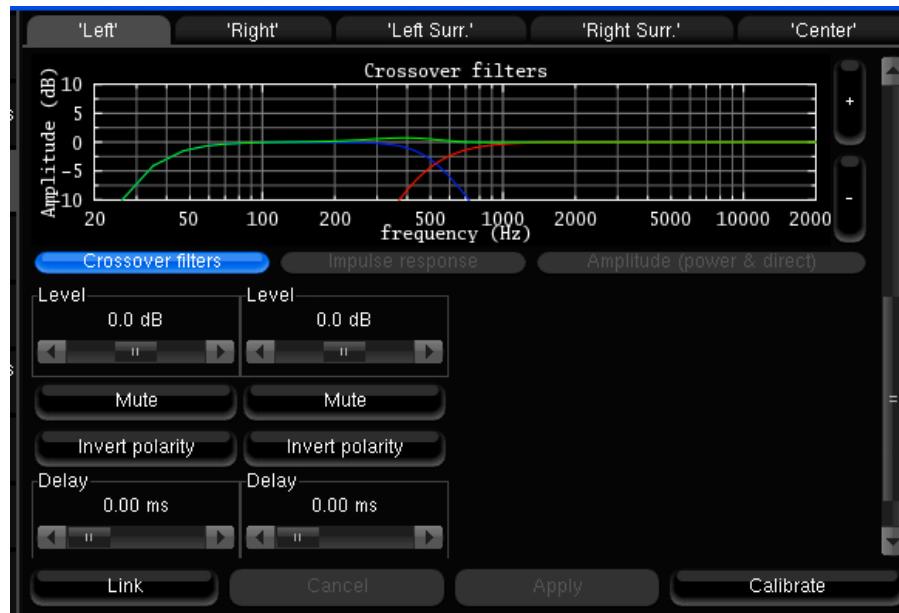 'Left' 'Right' 'Left Surr.' 'Right Surr.' 'Center'
Crossover filters
Amplitude (dB)
10
5
0
-5
-10
20 50 100 200 500 1000 2000 5000 10000 2000
frequency (Hz)
+
-
Crossover filters Impulse response Amplitude (power & direct)
Level Level
0.0 dB 0.0 dB
Mute Mute
Invert polarity Invert polarity
Delay Delay
0.00 ms 0.00 ms
Link Cancel Apply Calibrate